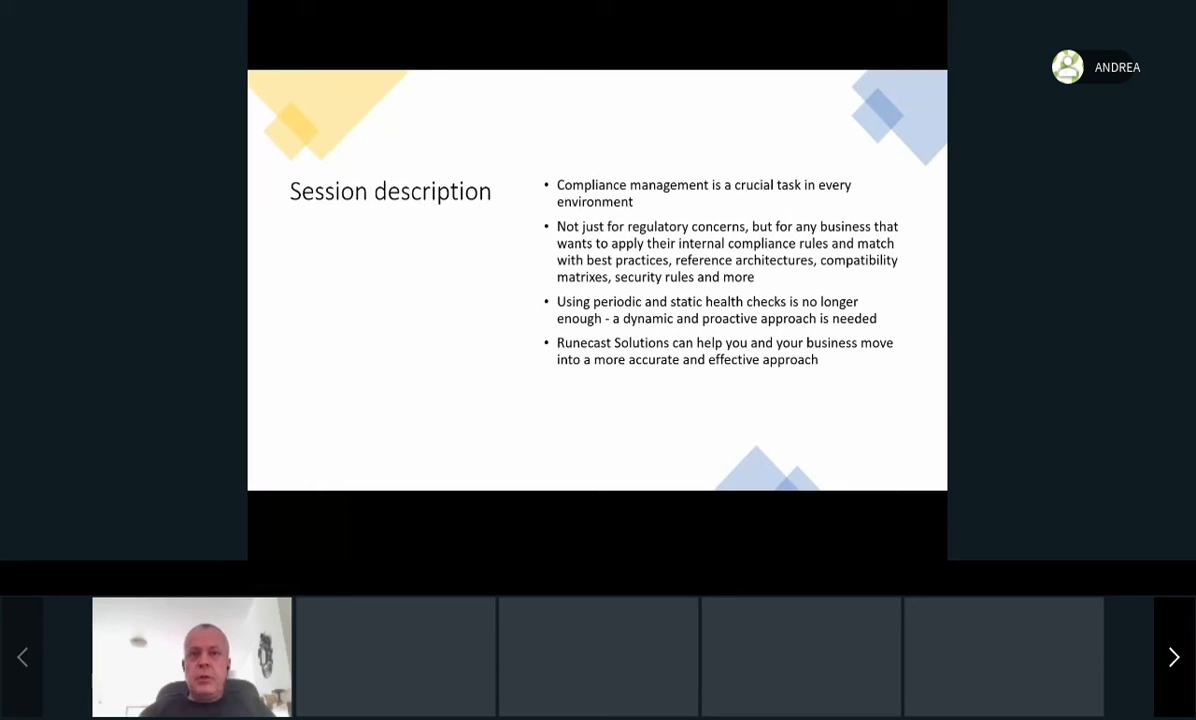 ANDREA
Session description
• Compliance management is a crucial task in every
environment
• Not just for regulatory concerns, but for any business that
wants to apply their internal compliance rules and match
with best practices, reference architectures, compatibility
matrixes, security rules and more
• Using periodic and static health checks is no longer
enough - a dynamic and proactive approach is needed
• Runecast Solutions can help you and your business move
into a more accurate and effective approach